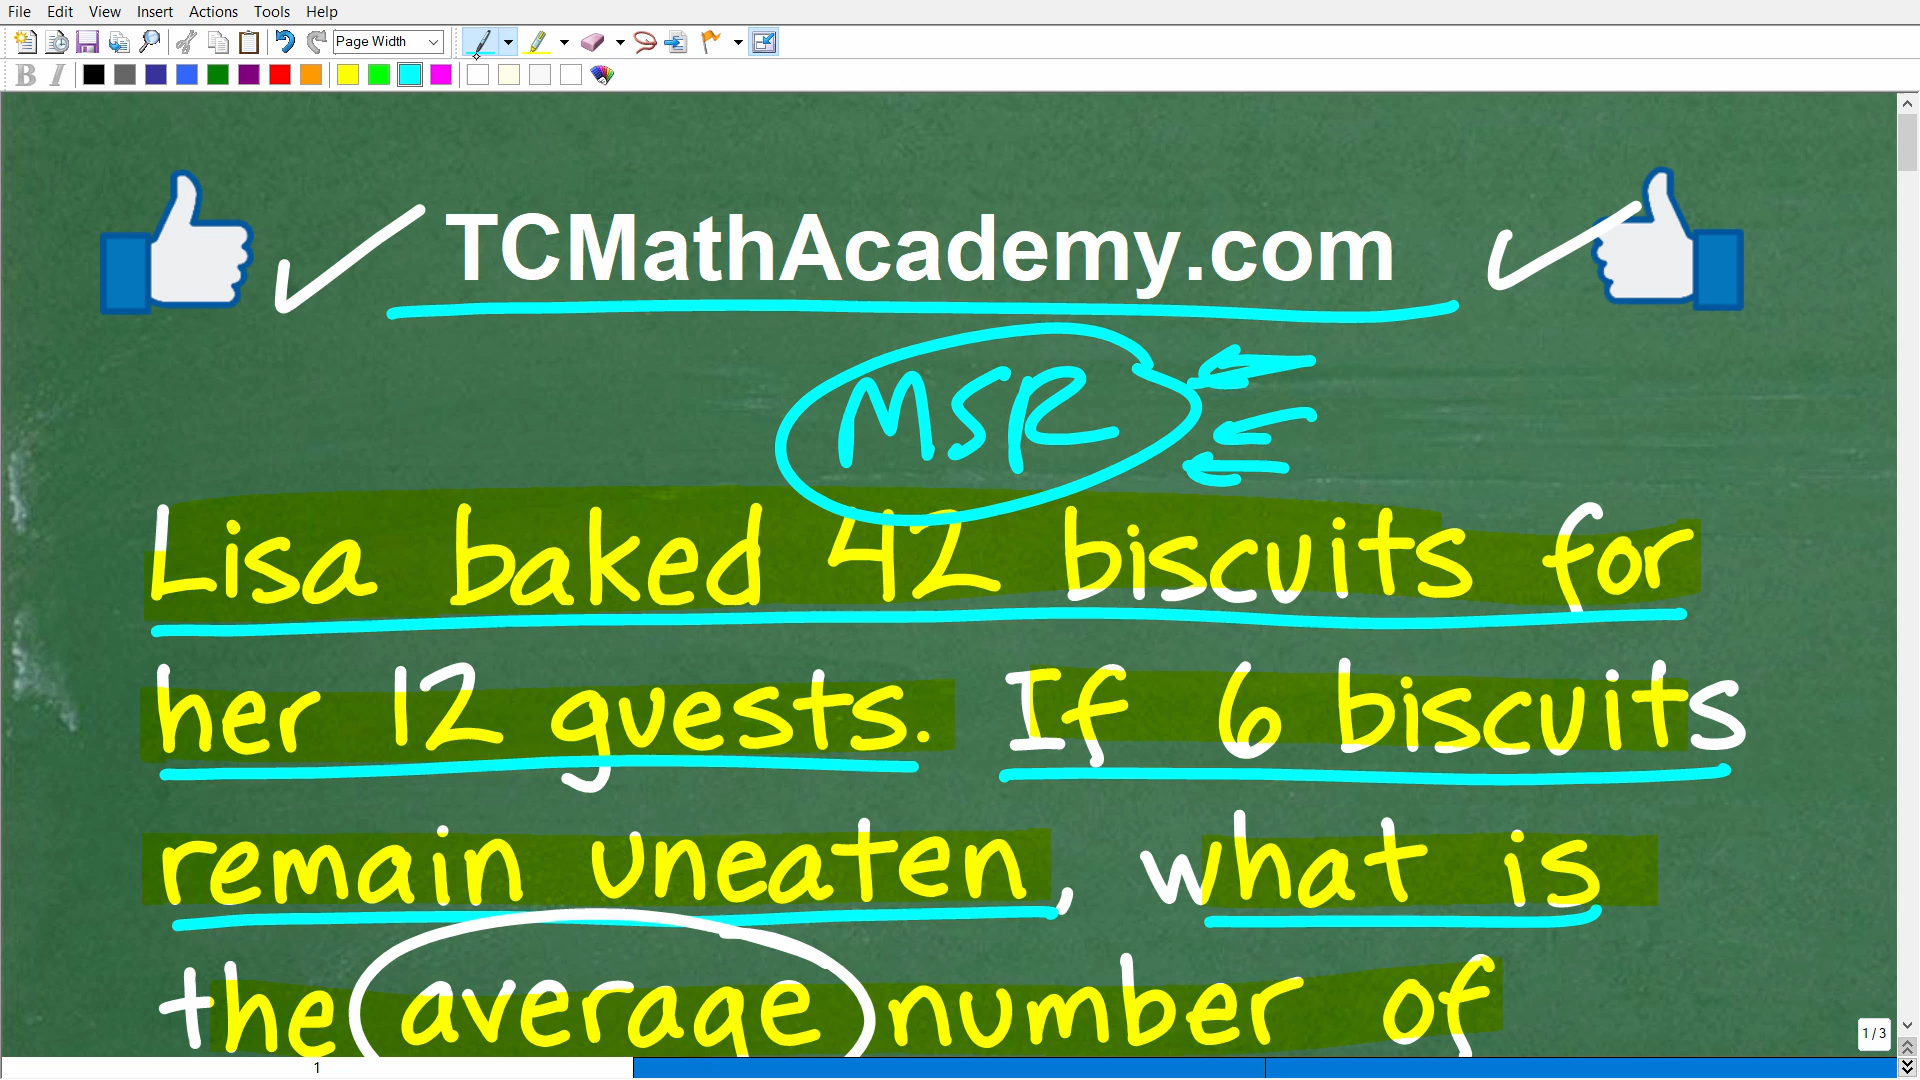 File Edit View Insert Actions Tools Help
Page Width
B I
TCMathAcademy.com
MSR
Lisa baked 42 biscuits for
her 12 guests. If 6 biscuits
remain uneaten, what is
the average number of
1 / 3
1